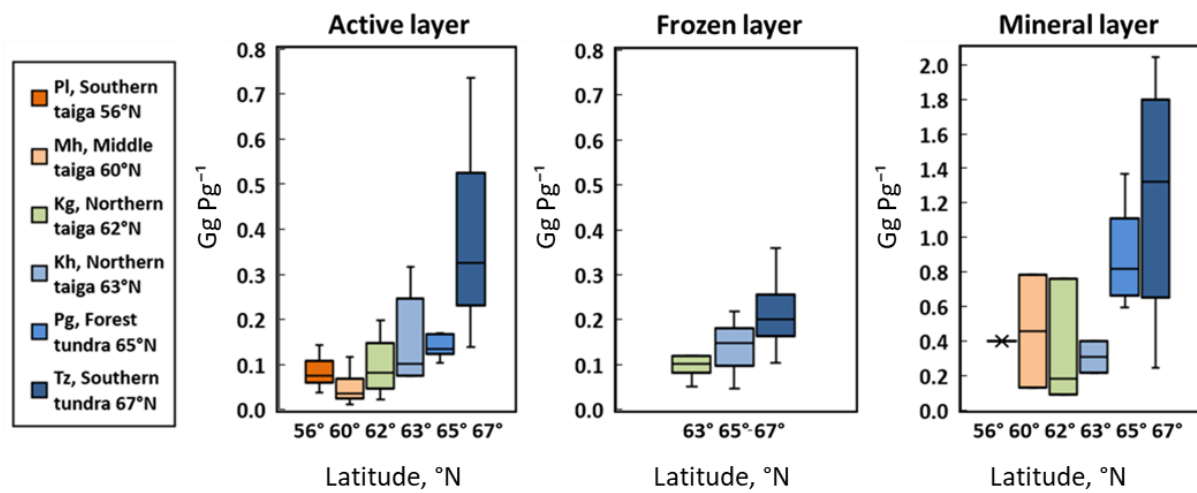 Active layer
Frozen layer
Mineral layer
Pl, Southern
taiga 56°N
Mh, Middle
taiga 60°N
Kg, Northern
taiga 62°N
Kh, Northern
taiga 63°N
Pg, Forest
tundra 65°N
Tz, Southern
tundra 67°N
Gg Pg⁻¹
0.8
0.7
0.6
0.5
0.4
0.3
0.2
0.1
0.0
56° 60° 62° 63° 65° 67°
Latitude, °N
Gg Pg⁻¹
0.8
0.7
0.6
0.5
0.4
0.3
0.2
0.1
0.0
63° 65° 67°
Latitude, °N
Gg Pg⁻¹
2.0
1.8
1.6
1.4
1.2
1.0
0.8
0.6
0.4
0.2
0.0
56° 60° 62° 63° 65° 67°
Latitude, °N